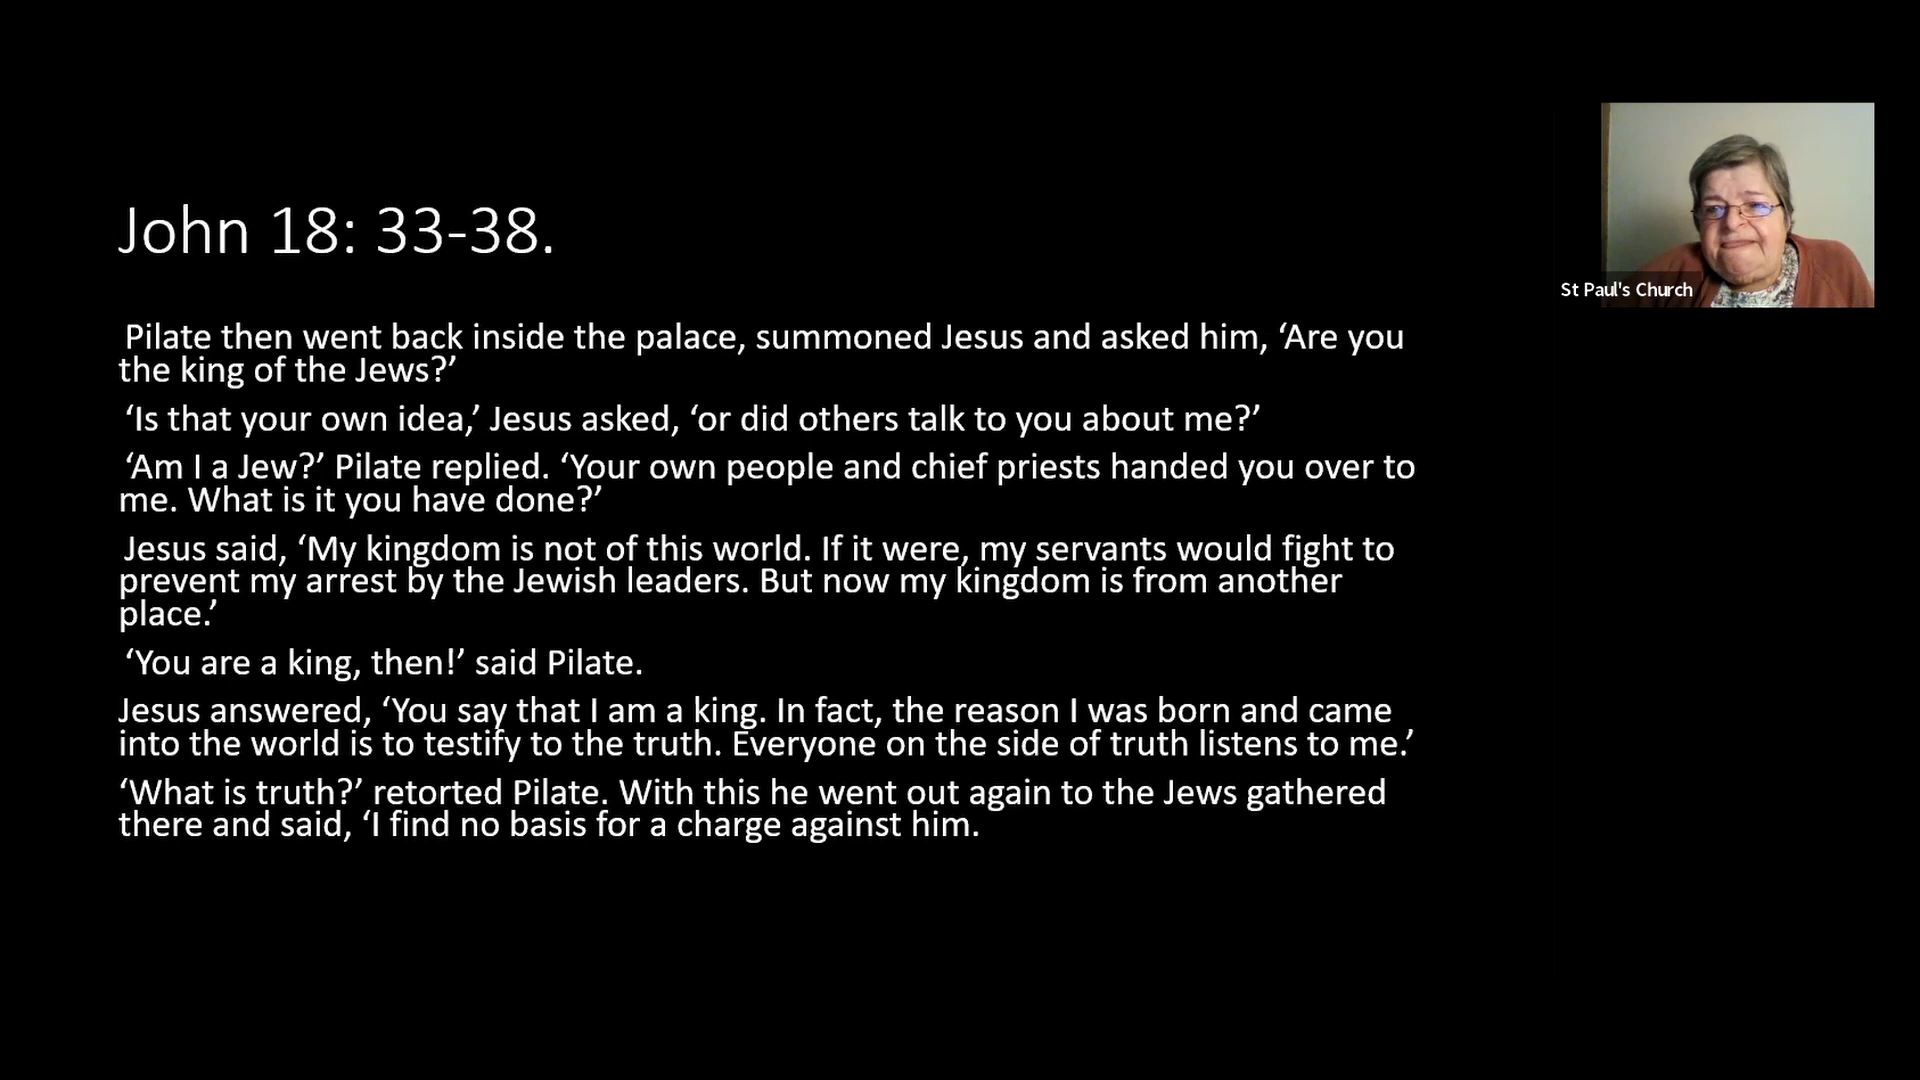 John 18: 33-38.
St Paul's Church
Pilate then went back inside the palace, summoned Jesus and asked him, ‘Are you
the king of the Jews?’
‘Is that your own idea,’ Jesus asked, ‘or did others talk to you about me?’
‘Am I a Jew?’ Pilate replied. ‘Your own people and chief priests handed you over to
me. What is it you have done?’
Jesus said, ‘My kingdom is not of this world. If it were, my servants would fight to
prevent my arrest by the Jewish leaders. But now my kingdom is from another
place.’
‘You are a king, then!’ said Pilate.
Jesus answered, ‘You say that I am a king. In fact, the reason I was born and came
into the world is to testify to the truth. Everyone on the side of truth listens to me.’
‘What is truth?’ retorted Pilate. With this he went out again to the Jews gathered
there and said, ‘I find no basis for a charge against him.